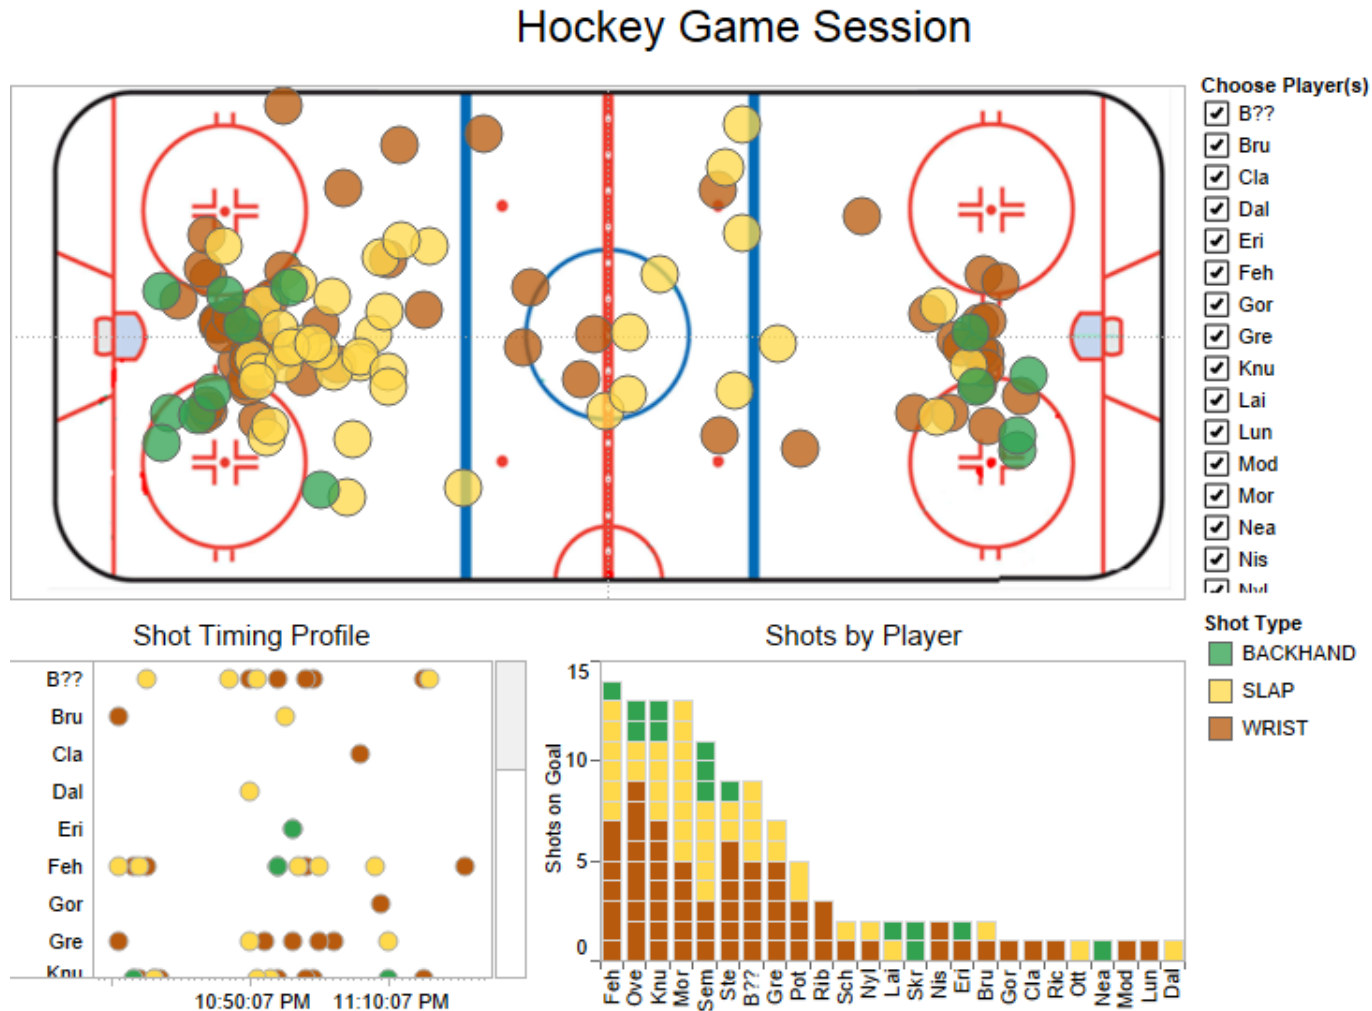 Hockey Game Session
Choose Player(s)
B??
Bru
Cla
Dal
Eri
Feh
Gor
Gre
Knu
Lai
Lun
Mod
Mor
Nea
Nis
Nyl
Shot Type
BACKHAND
SLAP
WRIST
Shot Timing Profile
B??
Bru
Cla
Dal
Eri
Feh
Gor
Gre
Knu
10:50:07 PM 11:10:07 PM
Shots by Player
Shots on Goal
15
10
5
0
Feh Ove Knu Mor Sem Ste B?? Gre Pot Rib Sch Nyl Lai Skr Nis Eri Bru Gor Cla Ric Ott Nea Mod Lun Dal